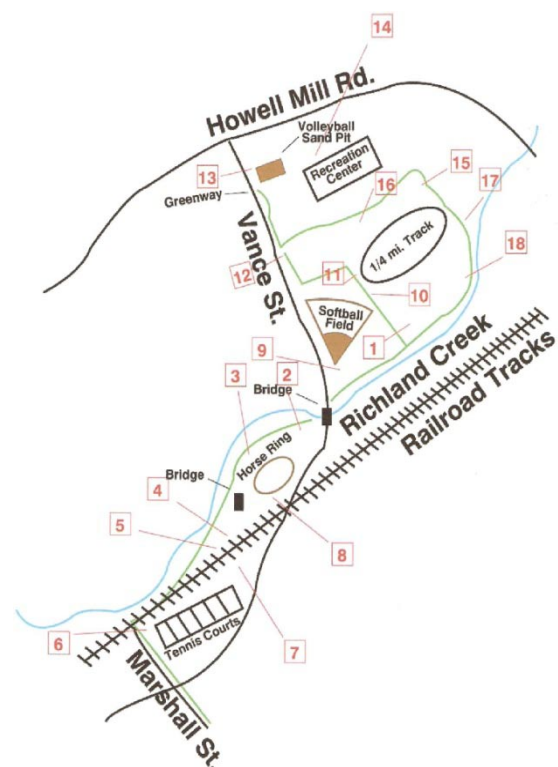 14
Howell Mill Rd.
Volleyball
Sand Pit
13
Recreation
Center
15
16
17
Greenway
Vance St.
12
11
1/4 mi. Track
18
10
Softball
Field
1
9
2
3
Bridge
Richland Creek
Railroad Tracks
Horse Ring
Bridge
4
5
8
6
Tennis Courts
7
Marshall St.